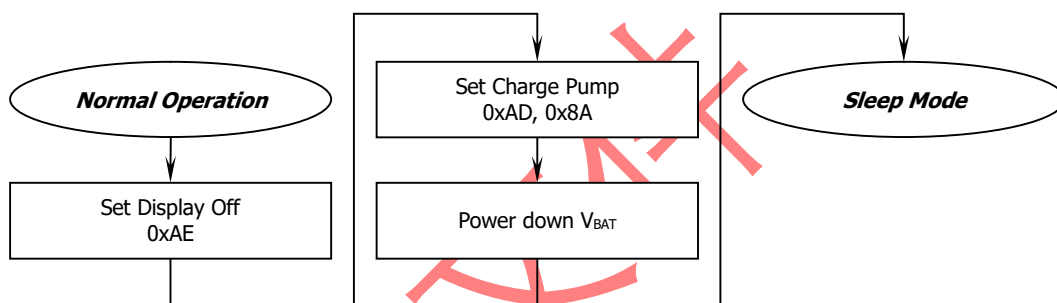 Normal Operation
Set Display Off
0xAE
Set Charge Pump
0xAD, 0x8A
Power down VBAT
Sleep Mode